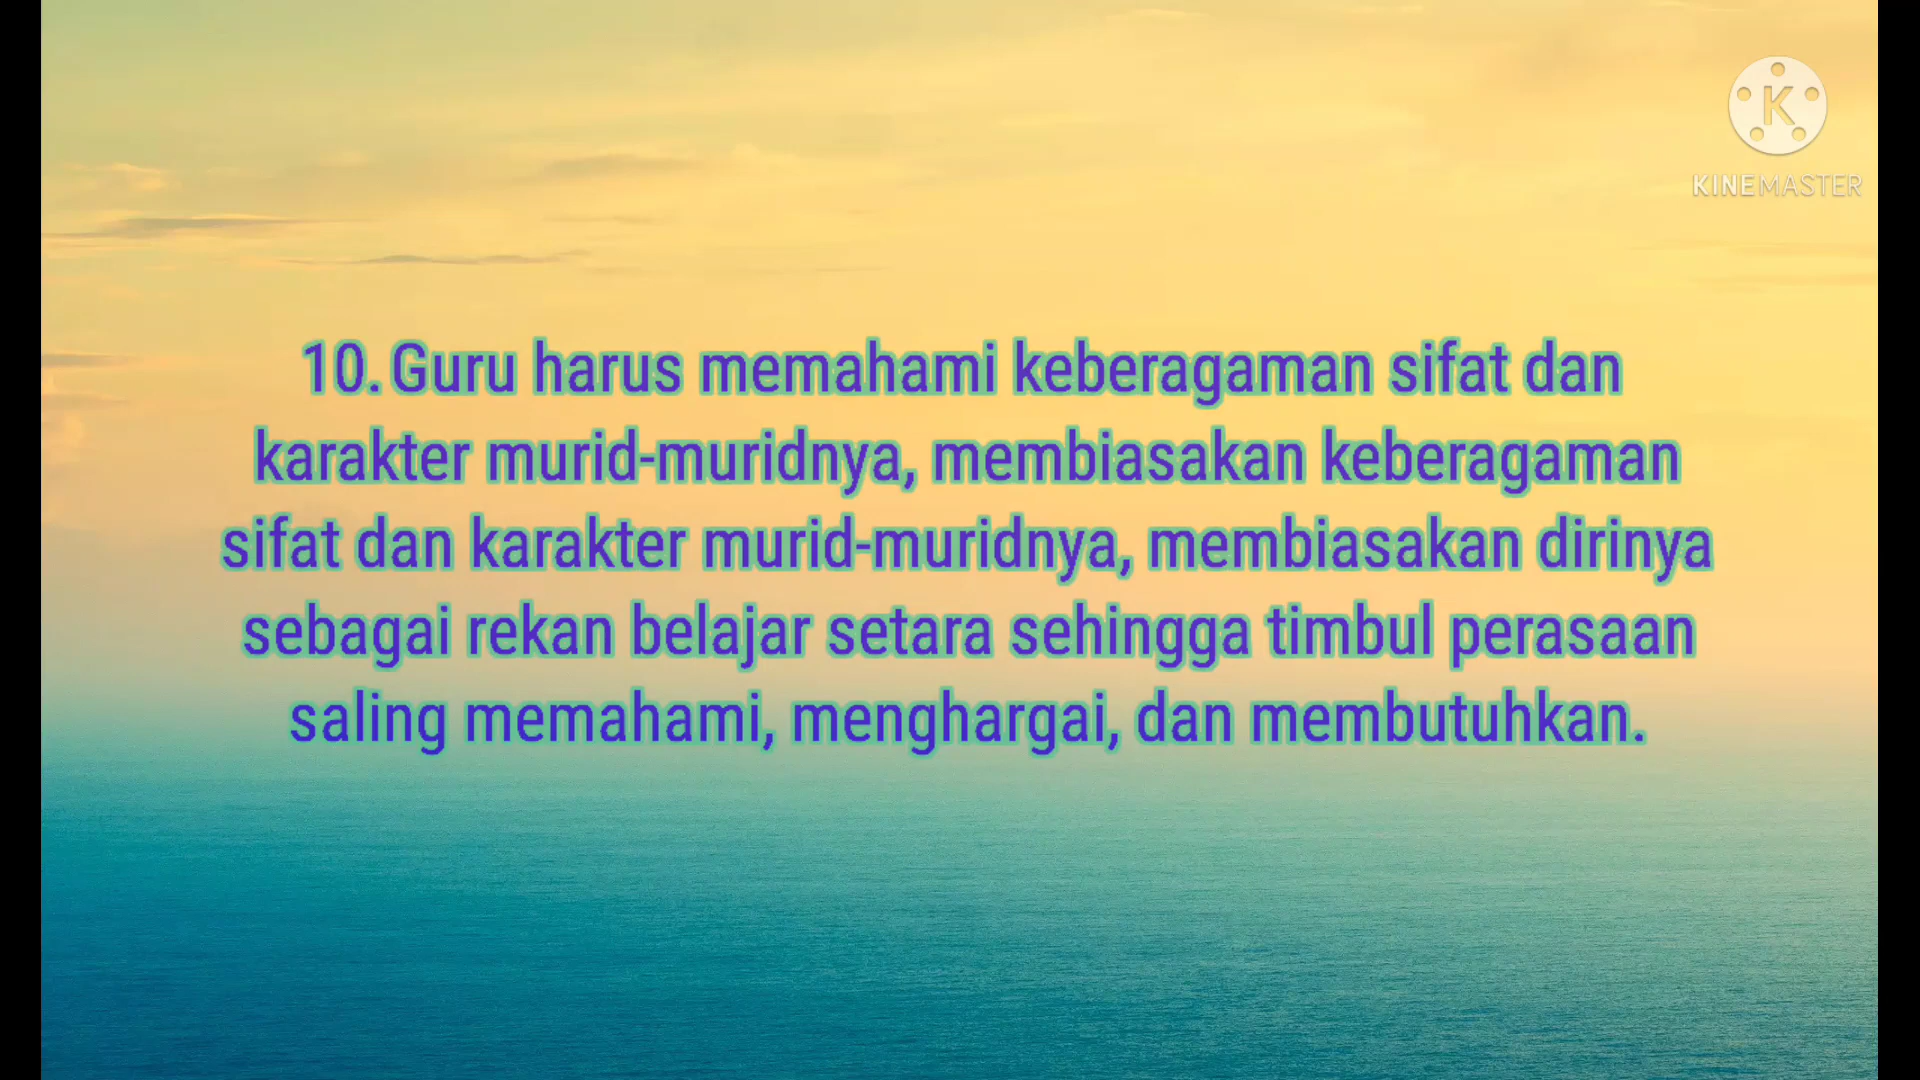 K
KINEMASTER
10. Guru harus memahami keberagaman sifat dan
karakter murid-muridnya, membiasakan keberagaman
sifat dan karakter murid-muridnya, membiasakan dirinya
sebagai rekan belajar setara sehingga timbul perasaan
saling memahami, menghargai, dan membutuhkan.